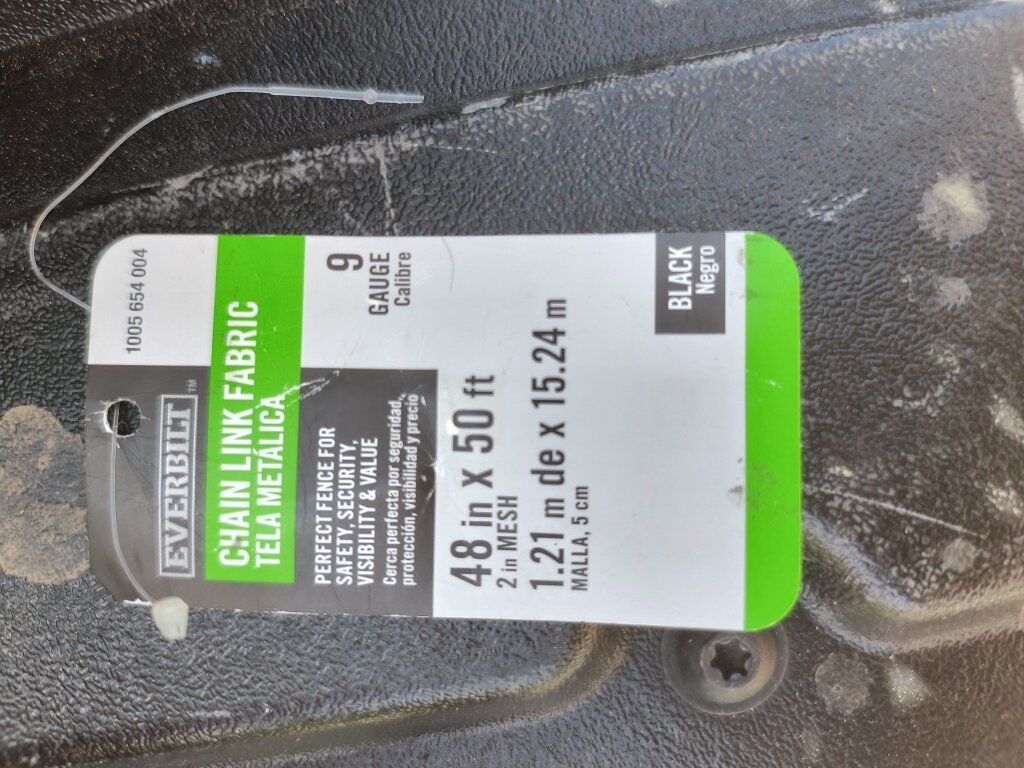 1005 654 004
EVERBILT™
CHAIN LINK FABRIC
TELA METÁLICA
PERFECT FENCE FOR
SAFETY, SECURITY,
VISIBILITY & VALUE
Cerca perfecta por seguridad,
protección, visibilidad y precio
9
GAUGE
Calibre
48 in x 50 ft
2 in MESH
1.21 m de x 15.24 m
MALLA, 5 cm
BLACK
Negro